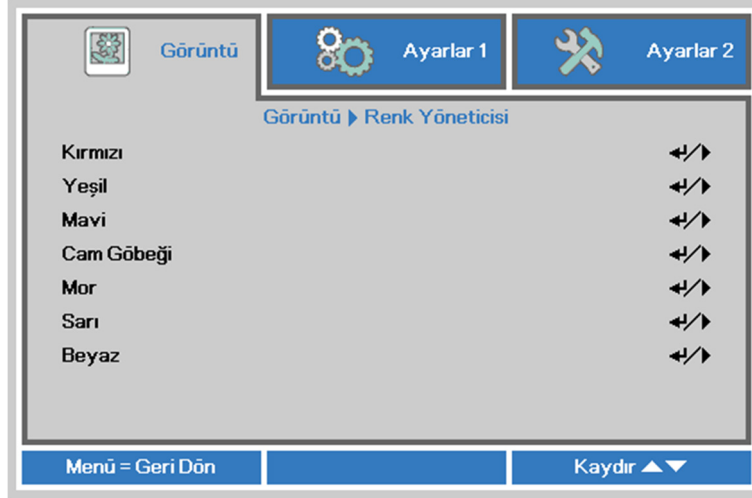 Görüntü
Ayarlar 1
Ayarlar 2
Görüntü ▶ Renk Yöneticisi
Kırmızı ↵/▶
Yeşil ↵/▶
Mavi ↵/▶
Cam Göbeği ↵/▶
Mor ↵/▶
Sarı ↵/▶
Beyaz ↵/▶
Menü = Geri Dön
Kaydır ▲▼